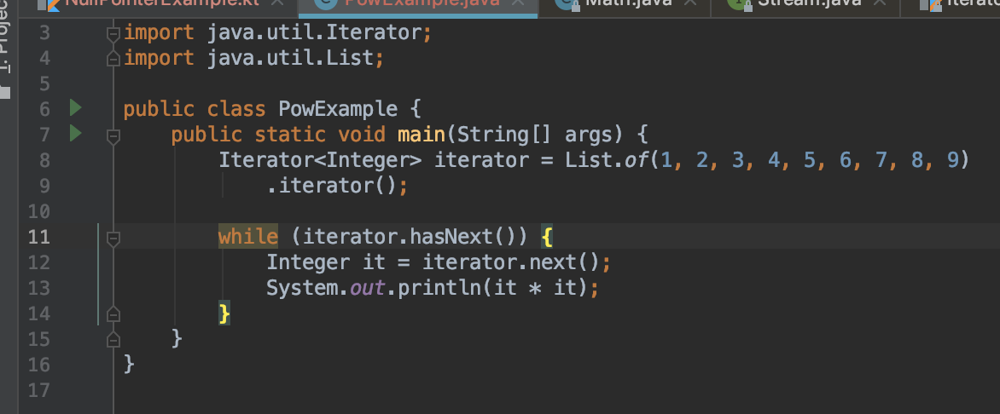 NullPointerExample.kt PowExample.java Math.java Stream.java Iterato
1: Projec
3 import java.util.Iterator;
4 import java.util.List;
5
6 public class PowExample {
7 public static void main(String[] args) {
8 Iterator<Integer> iterator = List.of(1, 2, 3, 4, 5, 6, 7, 8, 9)
9 .iterator();
10
11 while (iterator.hasNext()) {
12 Integer it = iterator.next();
13 System.out.println(it * it);
14 }
15 }
16 }
17